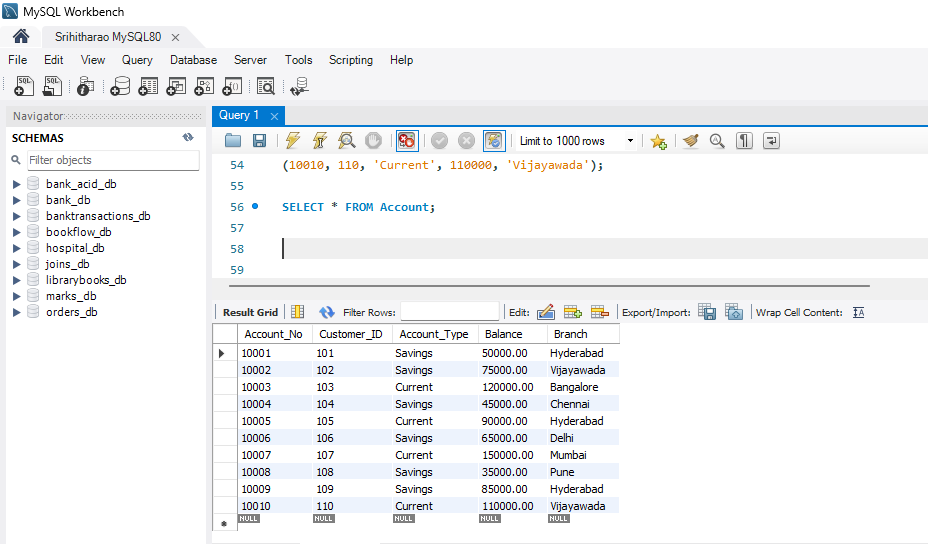 MySQL Workbench
Srihitharao MySQL80 ×
File Edit View Query Database Server Tools Scripting Help
Navigator
SCHEMAS
Filter objects
bank_acid_db
bank_db
banktransactions_db
bookflow_db
hospital_db
joins_db
librarybooks_db
marks_db
orders_db
Query 1 ×
Limit to 1000 rows
54 (10010, 110, 'Current', 110000, 'Vijayawada');
55
56 SELECT * FROM Account;
57
58
59
Result Grid Filter Rows: Edit: Export/Import: Wrap Cell Content:
Account_No Customer_ID Account_Type Balance Branch
10001 101 Savings 50000.00 Hyderabad
10002 102 Savings 75000.00 Vijayawada
10003 103 Current 120000.00 Bangalore
10004 104 Savings 45000.00 Chennai
10005 105 Current 90000.00 Hyderabad
10006 106 Savings 65000.00 Delhi
10007 107 Current 150000.00 Mumbai
10008 108 Savings 35000.00 Pune
10009 109 Savings 85000.00 Hyderabad
10010 110 Current 110000.00 Vijayawada
NULL NULL NULL NULL NULL